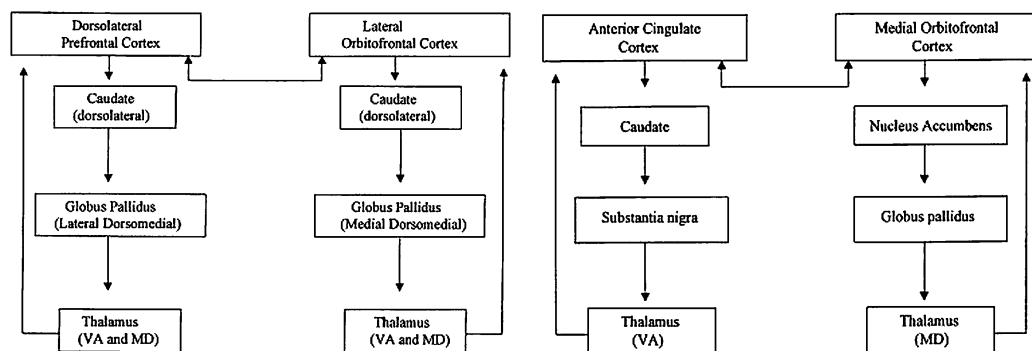 Dorsolateral
Prefrontal Cortex
Caudate
(dorsolateral)
Globus Pallidus
(Lateral Dorsomedial)
Thalamus
(VA and MD)
Lateral
Orbitofrontal Cortex
Caudate
(dorsolateral)
Globus Pallidus
(Medial Dorsomedial)
Thalamus
(VA and MD)
Anterior Cingulate
Cortex
Caudate
Substantia nigra
Thalamus
(VA)
Medial Orbitofrontal
Cortex
Nucleus Accumbens
Globus pallidus
Thalamus
(MD)